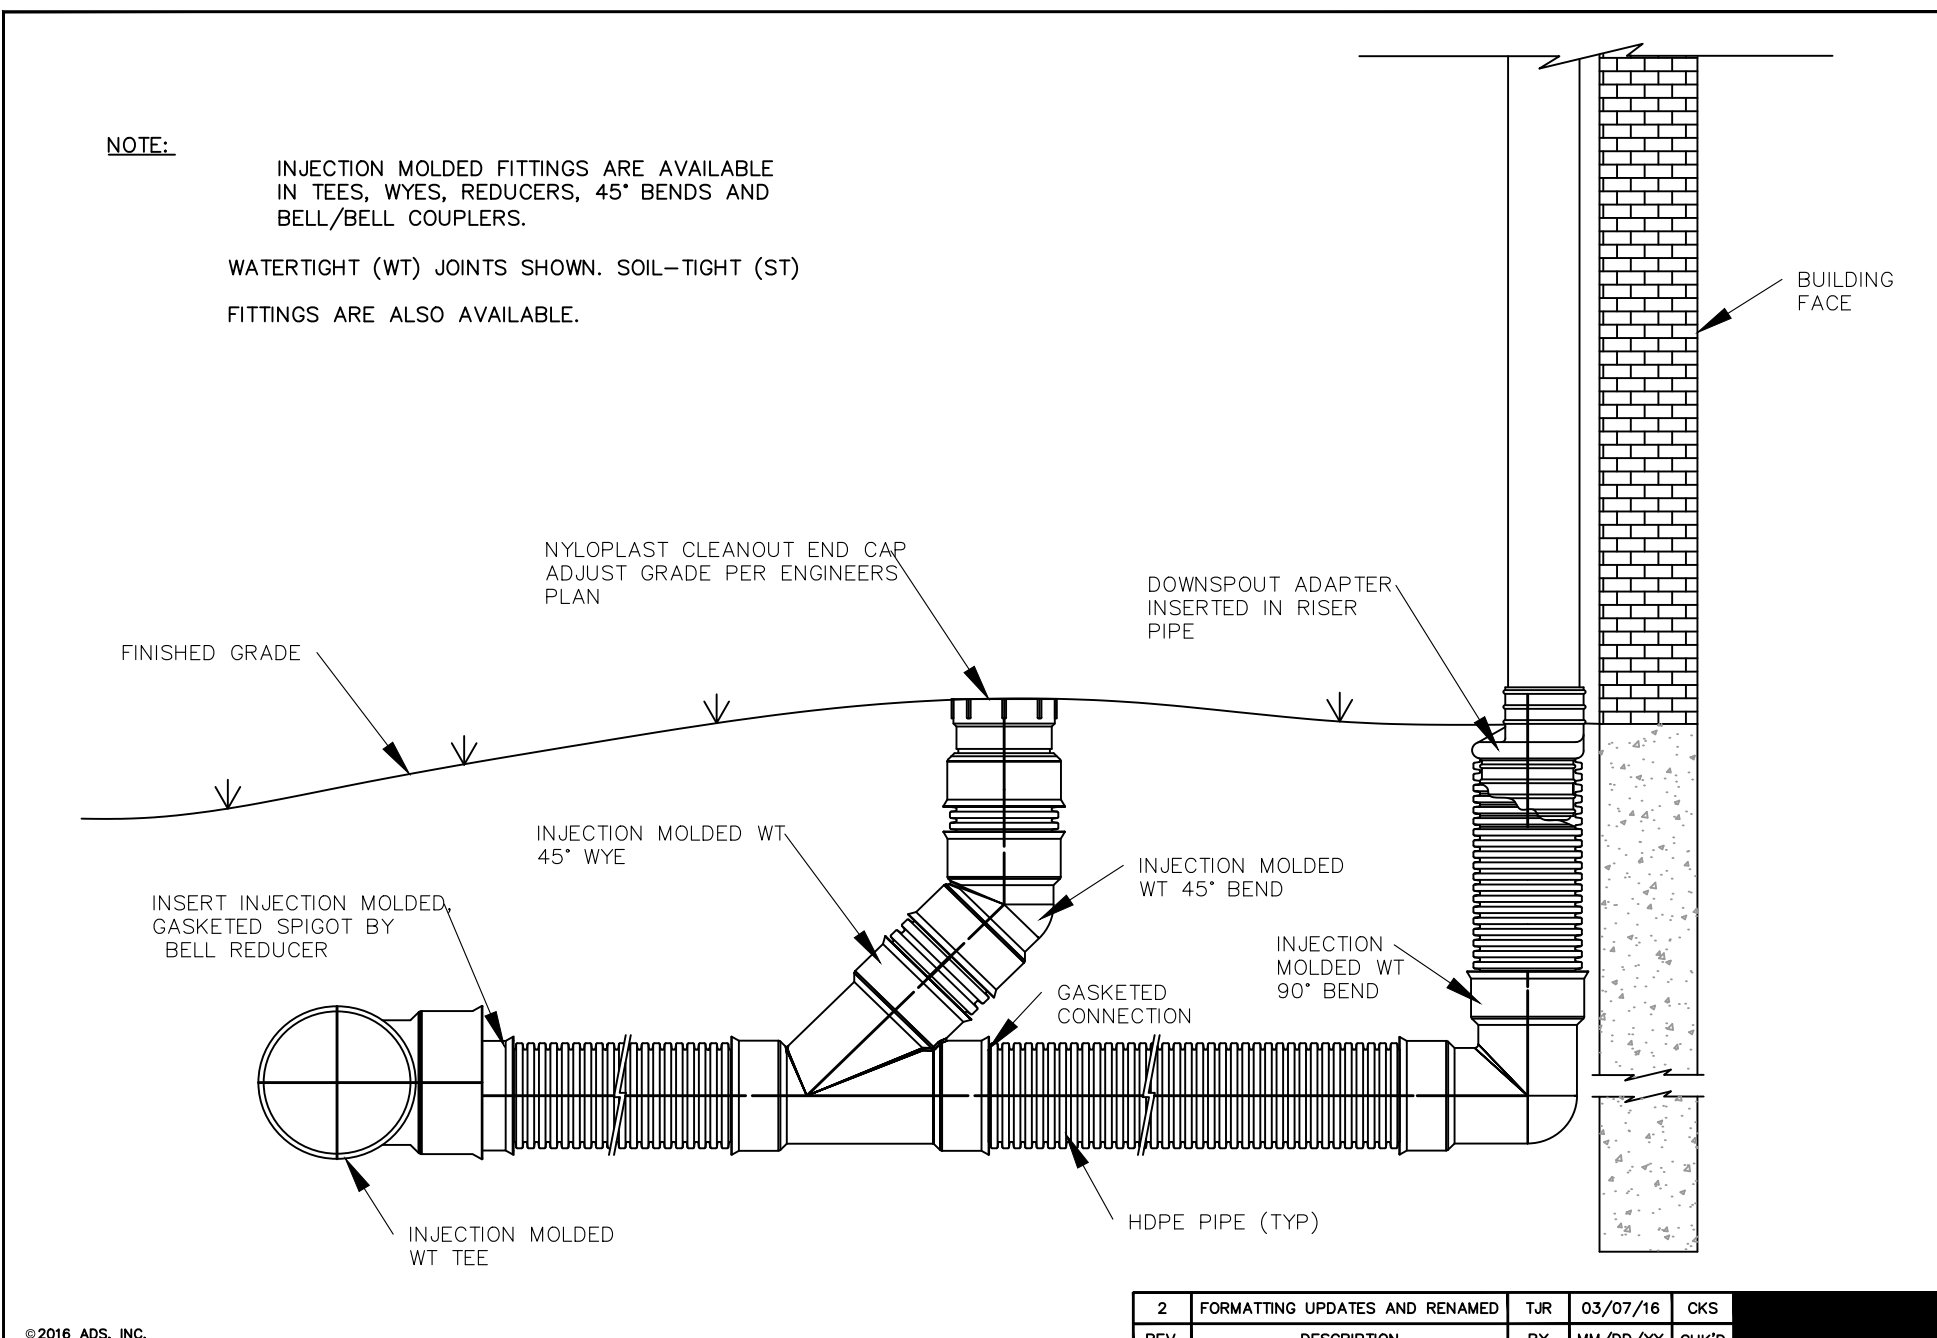 NOTE:
INJECTION MOLDED FITTINGS ARE AVAILABLE
IN TEES, WYES, REDUCERS, 45° BENDS AND
BELL/BELL COUPLERS.
WATERTIGHT (WT) JOINTS SHOWN. SOIL-TIGHT (ST)
FITTINGS ARE ALSO AVAILABLE.
BUILDING
FACE
NYLOPLAST CLEANOUT END CAP
ADJUST GRADE PER ENGINEERS
PLAN
DOWNSPOUT ADAPTER
INSERTED IN RISER
PIPE
FINISHED GRADE
INJECTION MOLDED WT
45° WYE
INJECTION MOLDED
WT 45° BEND
INSERT INJECTION MOLDED,
GASKETED SPIGOT BY
BELL REDUCER
INJECTION
MOLDED WT
90° BEND
GASKETED
CONNECTION
HDPE PIPE (TYP)
INJECTION MOLDED
WT TEE
2 FORMATTING UPDATES AND RENAMED TJR 03/07/16 CKS
REV. DESCRIPTION BY MM/DD/YY CHK'D
©2016 ADS, INC.